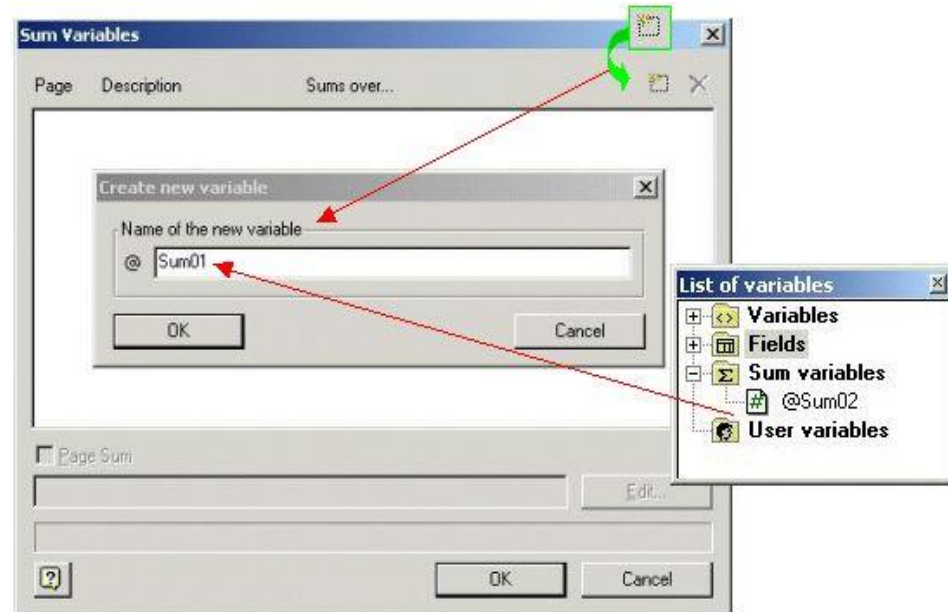 Sum Variables
Page Description Sums over...
Create new variable
Name of the new variable
@ Sum01
OK Cancel
List of variables
Variables
Fields
Sum variables
@Sum02
User variables
Page Sum
Edit...
OK Cancel